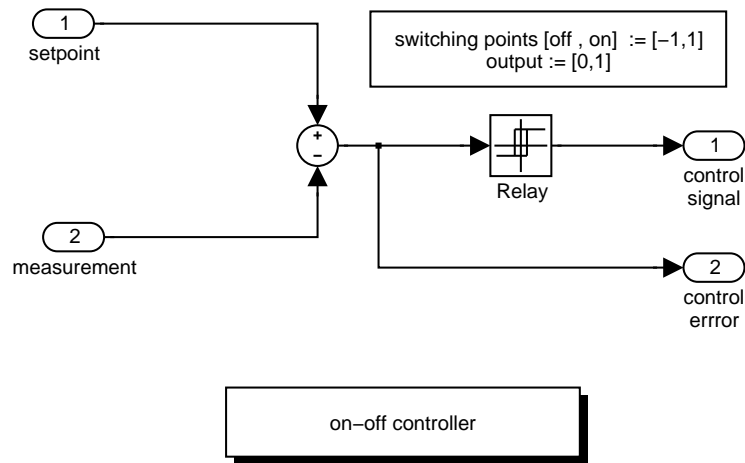 1
setpoint
switching points [off , on]  := [−1,1]
output := [0,1]
+
−
Relay
1
control
signal
2
measurement
2
control
errror
on−off controller